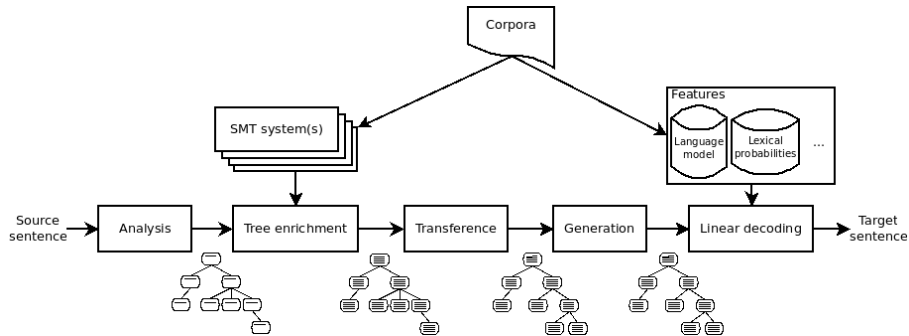 Corpora
Features
SMT system(s)
Language
model
Lexical
probabilities
...
Source
sentence
Analysis
Tree enrichment
Transference
Generation
Linear decoding
Target
sentence